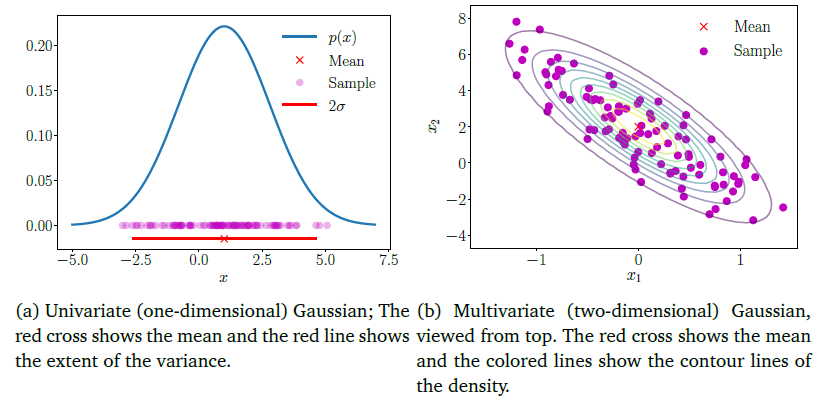 0.20
0.15
0.10
0.05
0.00
−5.0 −2.5 0.0 2.5 5.0 7.5
x
p(x)
Mean
Sample
2σ
8
6
4
2
0
−2
−4
x₂
−1 0 1
x₁
Mean
Sample
(a) Univariate (one-dimensional) Gaussian; The
red cross shows the mean and the red line shows
the extent of the variance.
(b) Multivariate (two-dimensional) Gaussian,
viewed from top. The red cross shows the mean
and the colored lines show the contour lines of
the density.